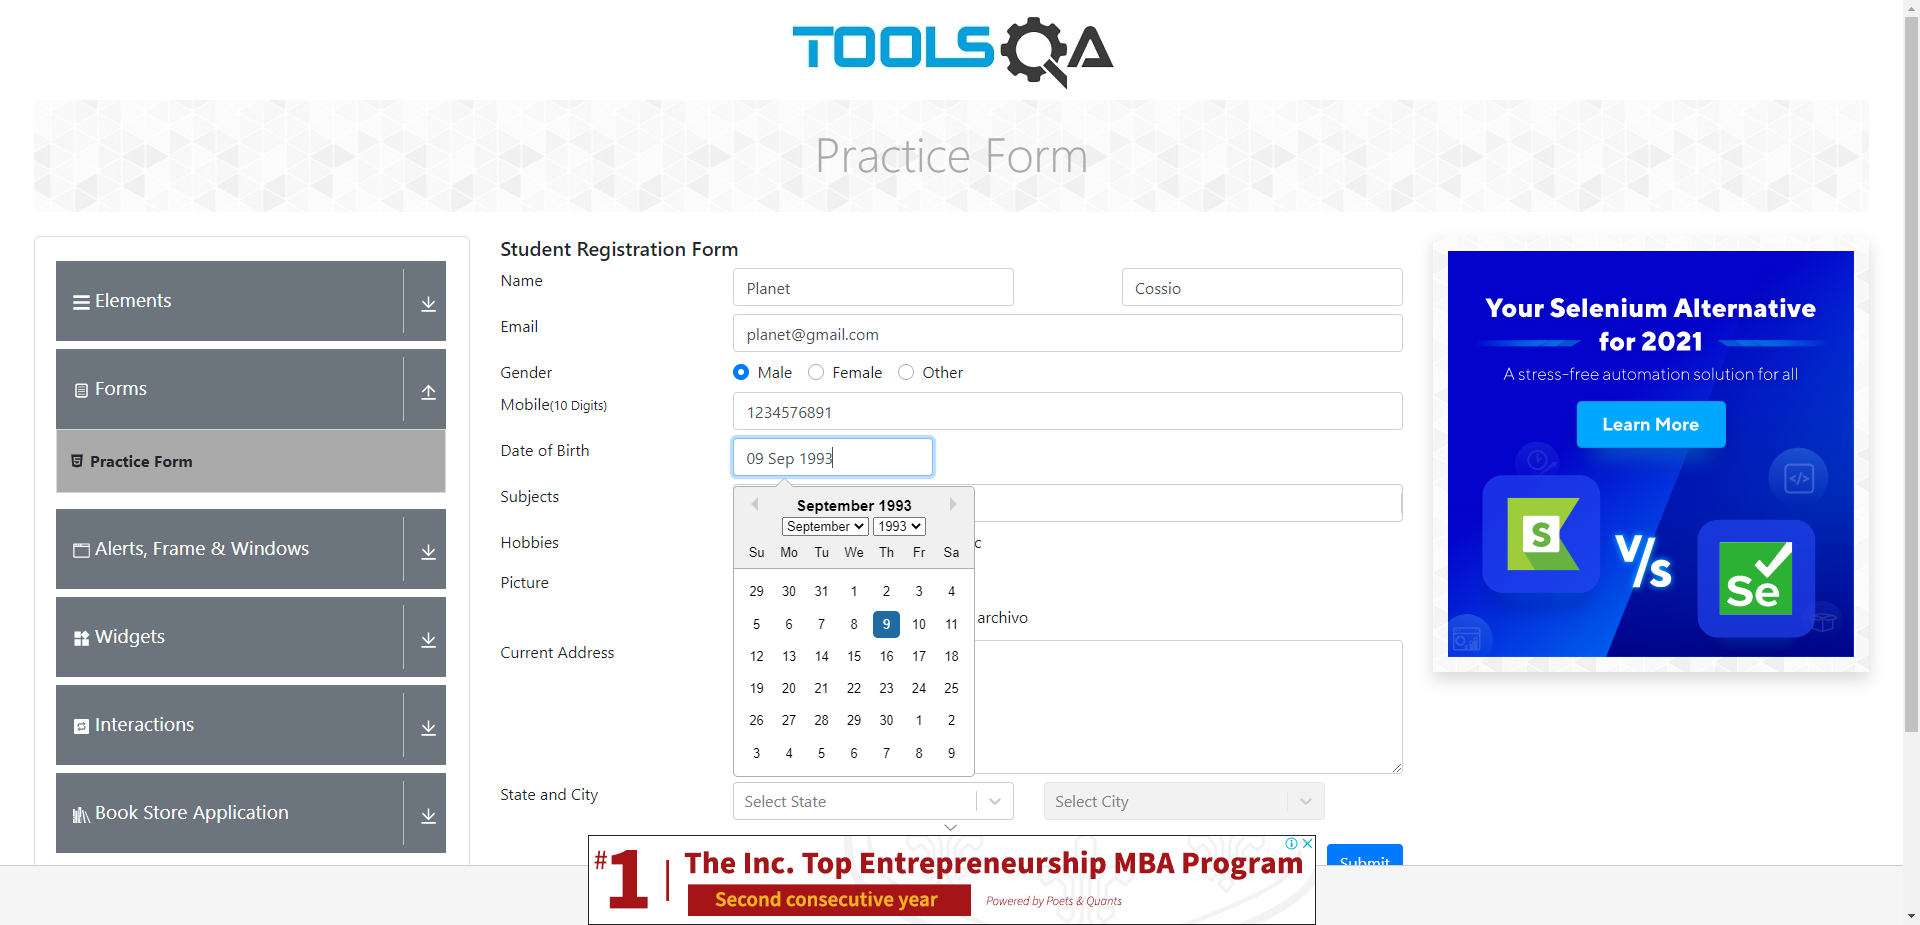 TOOLSQA
Practice Form
Elements
Forms
Practice Form
Alerts, Frame & Windows
Widgets
Interactions
Book Store Application
Student Registration Form
Name
Planet
Cossio
Email
planet@gmail.com
Gender
Male
Female
Other
Mobile(10 Digits)
1234576891
Date of Birth
09 Sep 1993
September 1993
September
1993
Su Mo Tu We Th Fr Sa
29 30 31 1 2 3 4
5 6 7 8 9 10 11
12 13 14 15 16 17 18
19 20 21 22 23 24 25
26 27 28 29 30 1 2
3 4 5 6 7 8 9
Subjects
Hobbies
c
Picture
archivo
Current Address
State and City
Select State
Select City
Submit
Your Selenium Alternative
for 2021
A stress-free automation solution for all
Learn More
S
V/s
Se
#1
The Inc. Top Entrepreneurship MBA Program
Second consecutive year
Powered by Poets & Quants